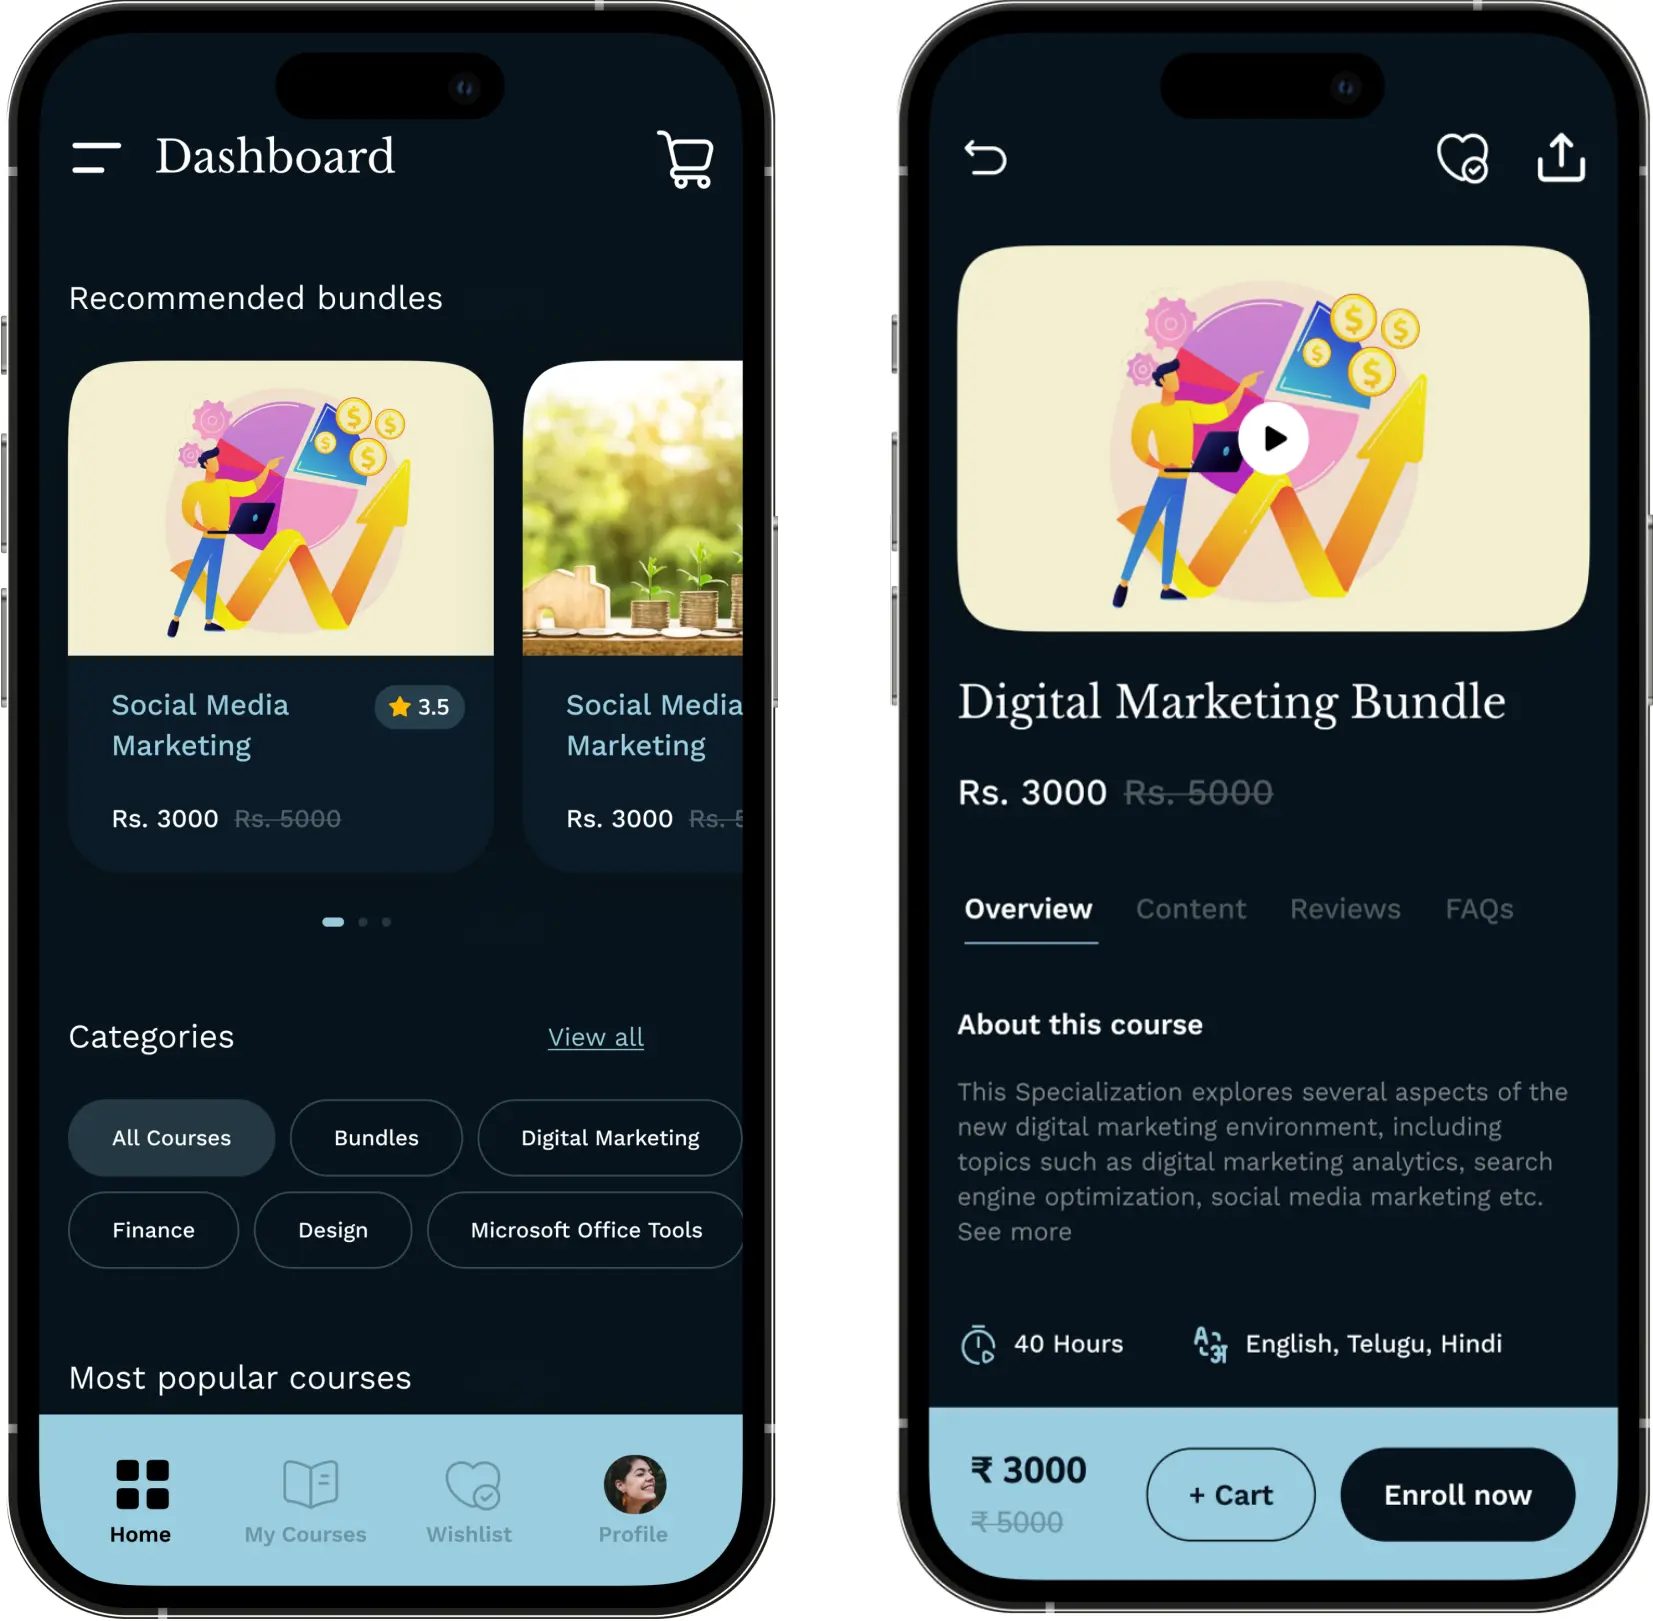 Dashboard
Recommended bundles
Social Media
Marketing
3.5
Rs. 3000 Rs. 5000
Social Media
Marketing
Rs. 3000 Rs. 5
Categories
View all
All Courses
Bundles
Digital Marketing
Finance
Design
Microsoft Office Tools
Most popular courses
Home
My Courses
Wishlist
Profile
Digital Marketing Bundle
Rs. 3000 Rs. 5000
Overview
Content
Reviews
FAQs
About this course
This Specialization explores several aspects of the
new digital marketing environment, including
topics such as digital marketing analytics, search
engine optimization, social media marketing etc.
See more
40 Hours
English, Telugu, Hindi
₹ 3000
₹ 5000
+ Cart
Enroll now